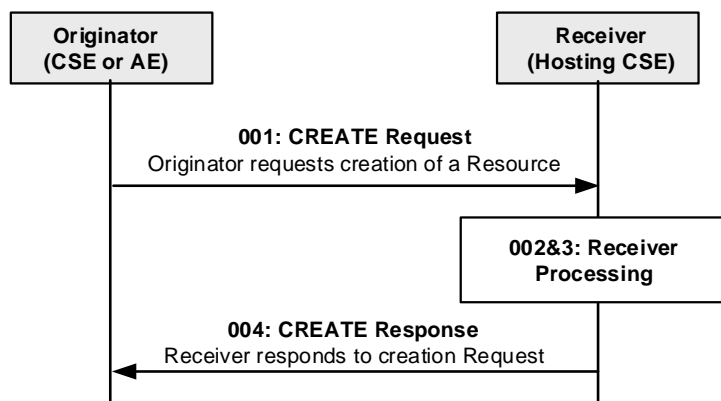 Originator
(CSE or AE)
Receiver
(Hosting CSE)
001: CREATE Request
Originator requests creation of a Resource
002&3: Receiver
Processing
004: CREATE Response
Receiver responds to creation Request